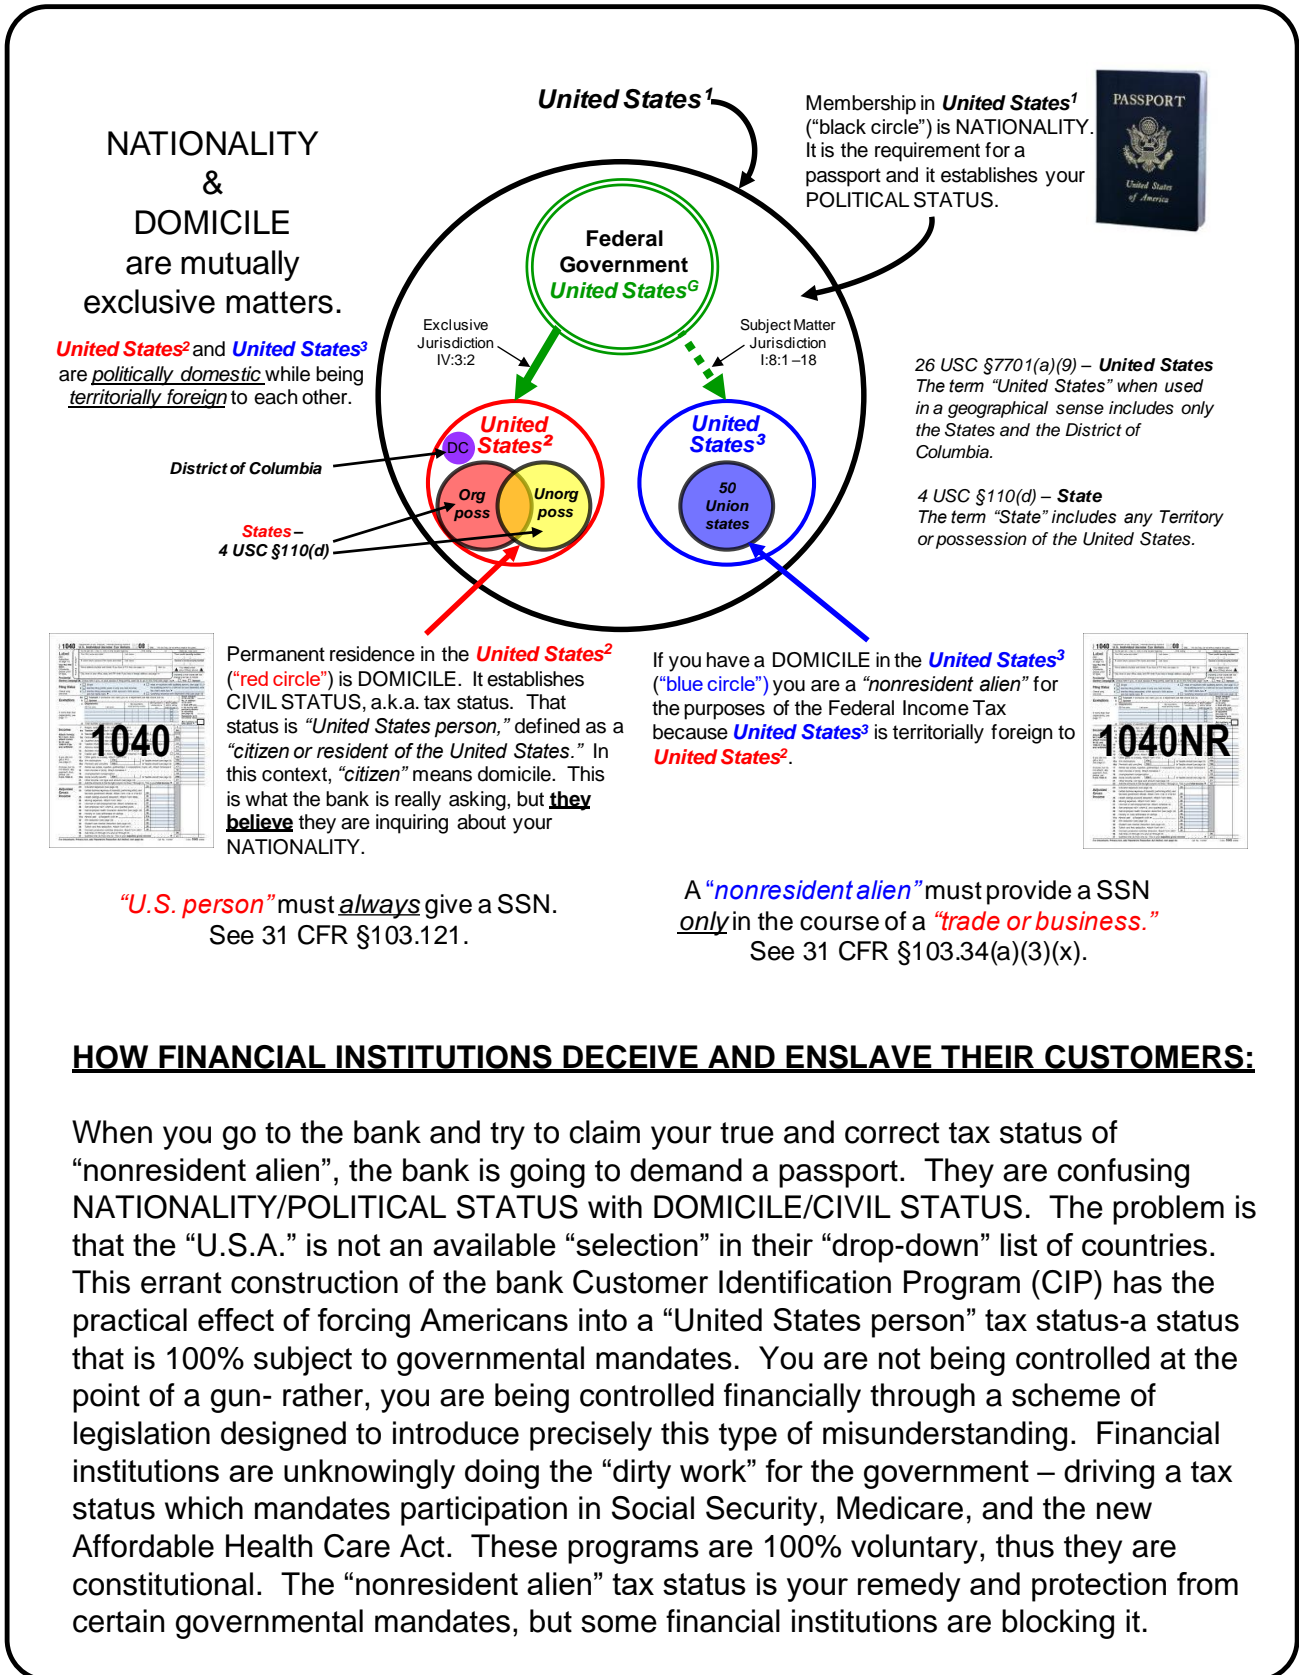 United States1
Membership in United States1
(“black circle”) is NATIONALITY.
It is the requirement for a
passport and it establishes your
POLITICAL STATUS.
PASSPORT
United States
of America
NATIONALITY
&
DOMICILE
are mutually
exclusive matters.
United States2 and United States3
are politically domestic while being
territorially foreign to each other.
Federal
Government
United StatesG
Exclusive
Jurisdiction
IV:3:2
Subject Matter
Jurisdiction
I:8:1 –18
26 USC §7701(a)(9) – United States
The term “United States” when used
in a geographical sense includes only
the States and the District of
Columbia.
4 USC §110(d) – State
The term “State” includes any Territory
or possession of the United States.
United
States2
DC
Org
poss
Unorg
poss
United
States3
50
Union
states
District of Columbia
States –
4 USC §110(d)
1040
1040
Permanent residence in the United States2
(“red circle”) is DOMICILE.  It establishes
CIVIL STATUS, a.k.a. tax status.  That
status is “United States person,” defined as a
“citizen or resident of the United States.”  In
this context, “citizen” means domicile.  This
is what the bank is really asking, but they
believe they are inquiring about your
NATIONALITY.
If you have a DOMICILE in the United States3
(“blue circle”) you are a “nonresident alien” for
the purposes of the Federal Income Tax
because United States3 is territorially foreign to
United States2.
1040
1040NR
“U.S. person” must always give a SSN.
See 31 CFR §103.121.
A “nonresident alien” must provide a SSN
only in the course of a “trade or business.”
See 31 CFR §103.34(a)(3)(x).
HOW FINANCIAL INSTITUTIONS DECEIVE AND ENSLAVE THEIR CUSTOMERS:
When you go to the bank and try to claim your true and correct tax status of
“nonresident alien”, the bank is going to demand a passport.  They are confusing
NATIONALITY/POLITICAL STATUS with DOMICILE/CIVIL STATUS.  The problem is
that the “U.S.A.” is not an available “selection” in their “drop-down” list of countries.
This errant construction of the bank Customer Identification Program (CIP) has the
practical effect of forcing Americans into a “United States person” tax status-a status
that is 100% subject to governmental mandates.  You are not being controlled at the
point of a gun- rather, you are being controlled financially through a scheme of
legislation designed to introduce precisely this type of misunderstanding.  Financial
institutions are unknowingly doing the “dirty work” for the government – driving a tax
status which mandates participation in Social Security, Medicare, and the new
Affordable Health Care Act.  These programs are 100% voluntary, thus they are
constitutional.  The “nonresident alien” tax status is your remedy and protection from
certain governmental mandates, but some financial institutions are blocking it.